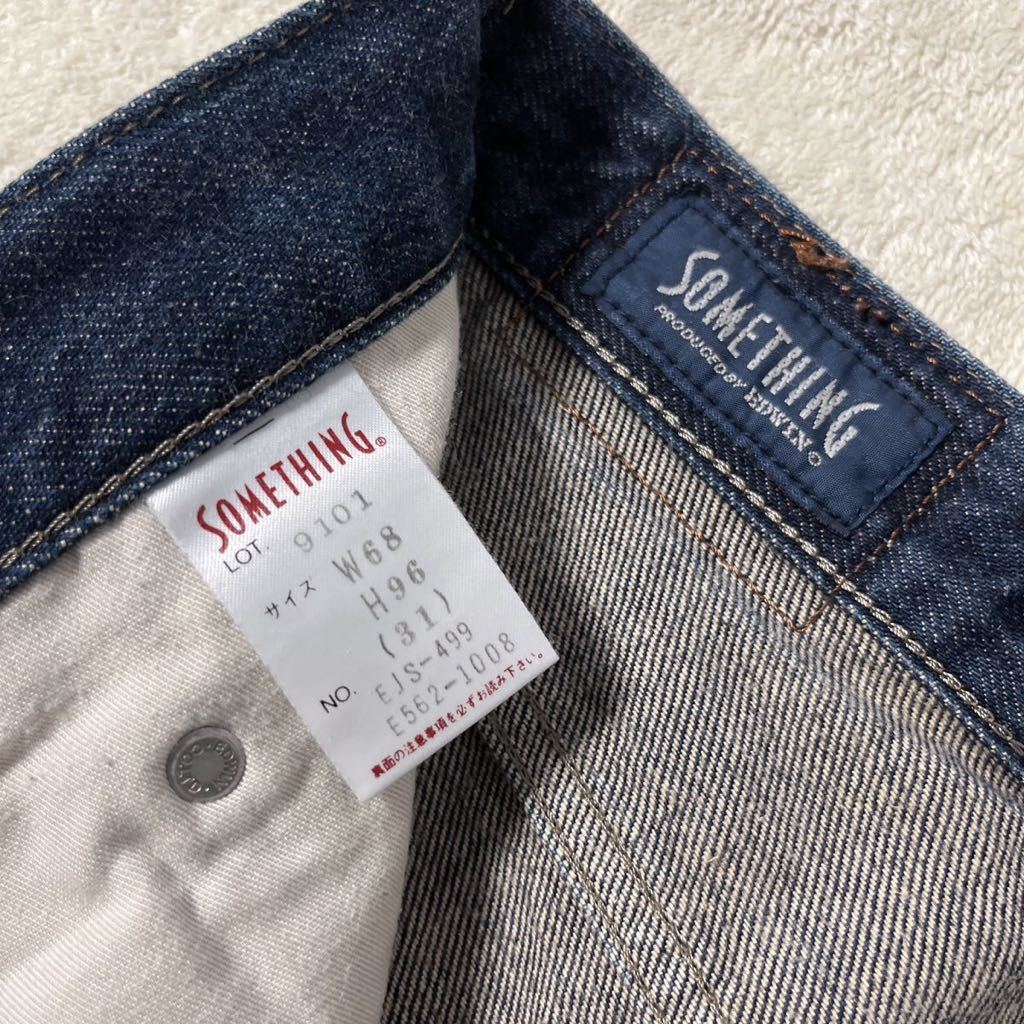 SOMETHING
PRODUCED BY EDWIN
SOMETHING®
LOT. 9101
サイズ W68
H96
(31)
NO. EJS-499
E562-1008
裏面の注意事項を必ずお読み下さい。
EDWIN